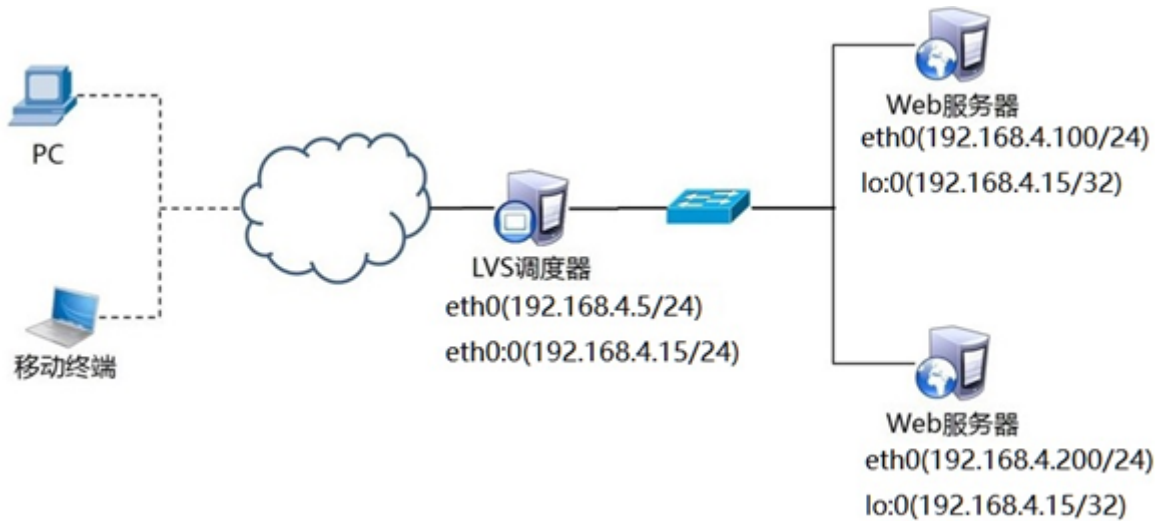 PC
移动终端
LVS调度器
eth0(192.168.4.5/24)
eth0:0(192.168.4.15/24)
Web服务器
eth0(192.168.4.100/24)
lo:0(192.168.4.15/32)
Web服务器
eth0(192.168.4.200/24)
lo:0(192.168.4.15/32)